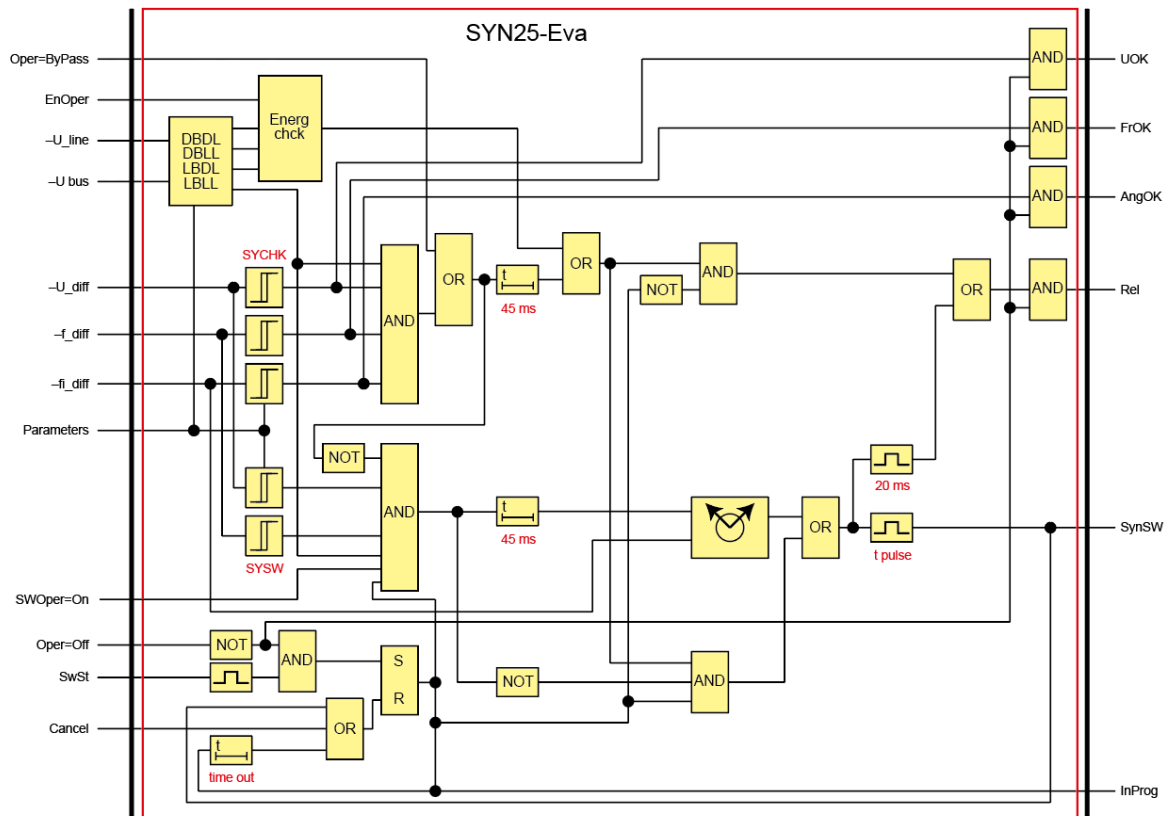 SYN25-Eva
Oper=ByPass
EnOper
–U_line
–U bus
DBDL
DBLL
LBDL
LBLL
Energ
chck
AND
UOK
AND
FrOK
AND
AngOK
SYCHK
–U_diff
–f_diff
–fi_diff
Parameters
AND
OR
t
45 ms
OR
NOT
AND
OR
AND
Rel
NOT
AND
SYSW
t
45 ms
OR
20 ms
t pulse
SynSW
SWOper=On
Oper=Off
NOT
SwSt
AND
S
R
NOT
AND
Cancel
OR
t
time out
InProg